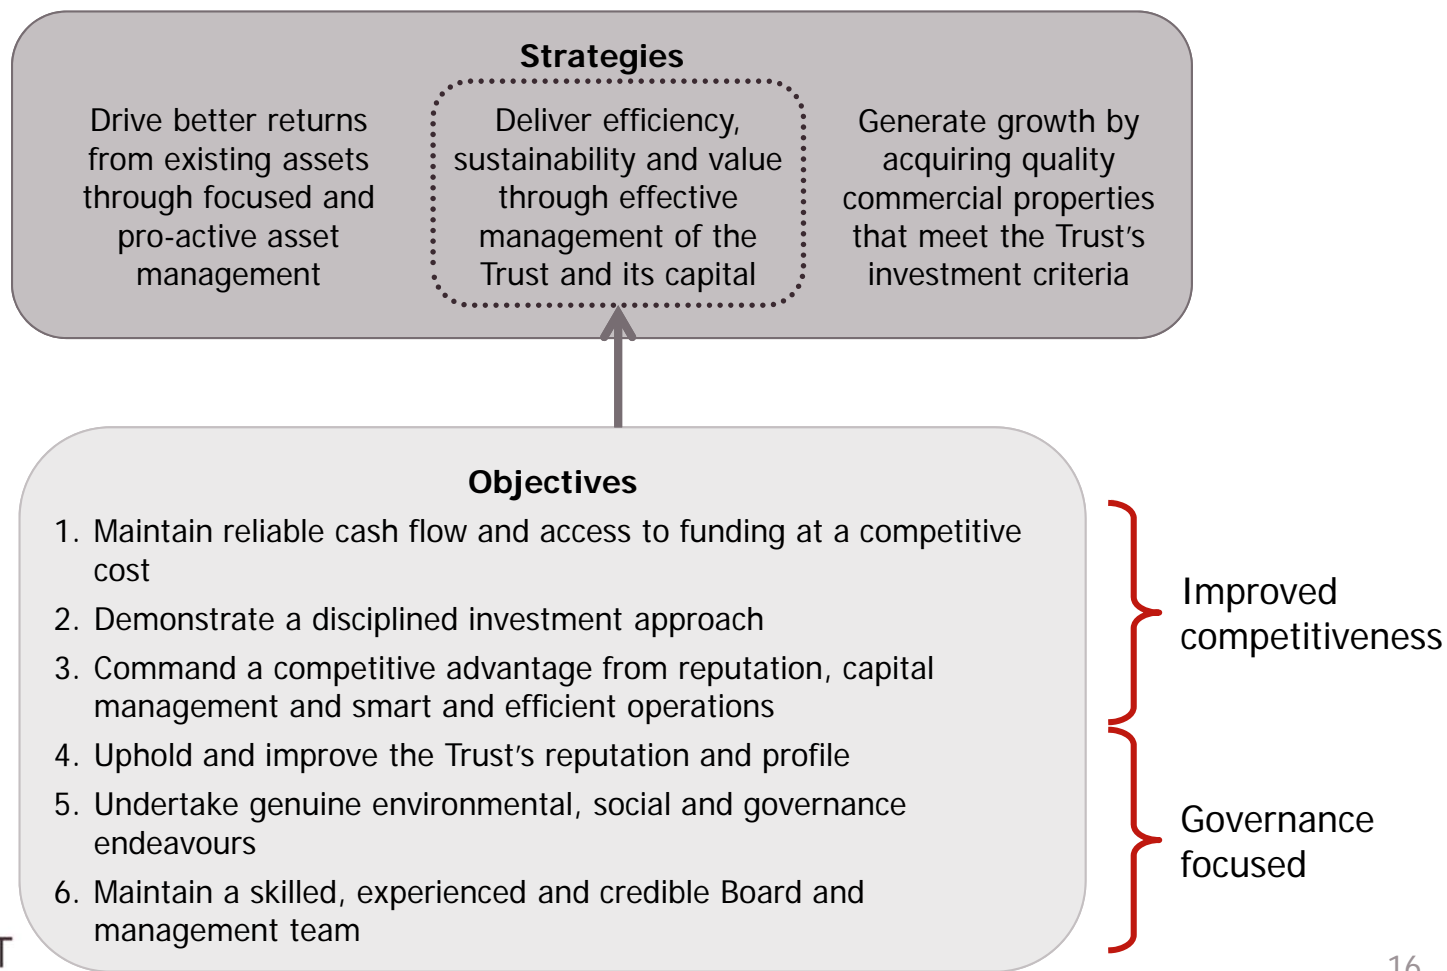 Strategies
Drive better returns
from existing assets
through focused and
pro-active asset
management
Deliver efficiency,
sustainability and value
through effective
management of the
Trust and its capital
Generate growth by
acquiring quality
commercial properties
that meet the Trust's
investment criteria
Objectives
1. Maintain reliable cash flow and access to funding at a competitive
cost
2. Demonstrate a disciplined investment approach
3. Command a competitive advantage from reputation, capital
management and smart and efficient operations
4. Uphold and improve the Trust's reputation and profile
5. Undertake genuine environmental, social and governance
endeavours
6. Maintain a skilled, experienced and credible Board and
management team
Improved
competitiveness
Governance
focused
T
16